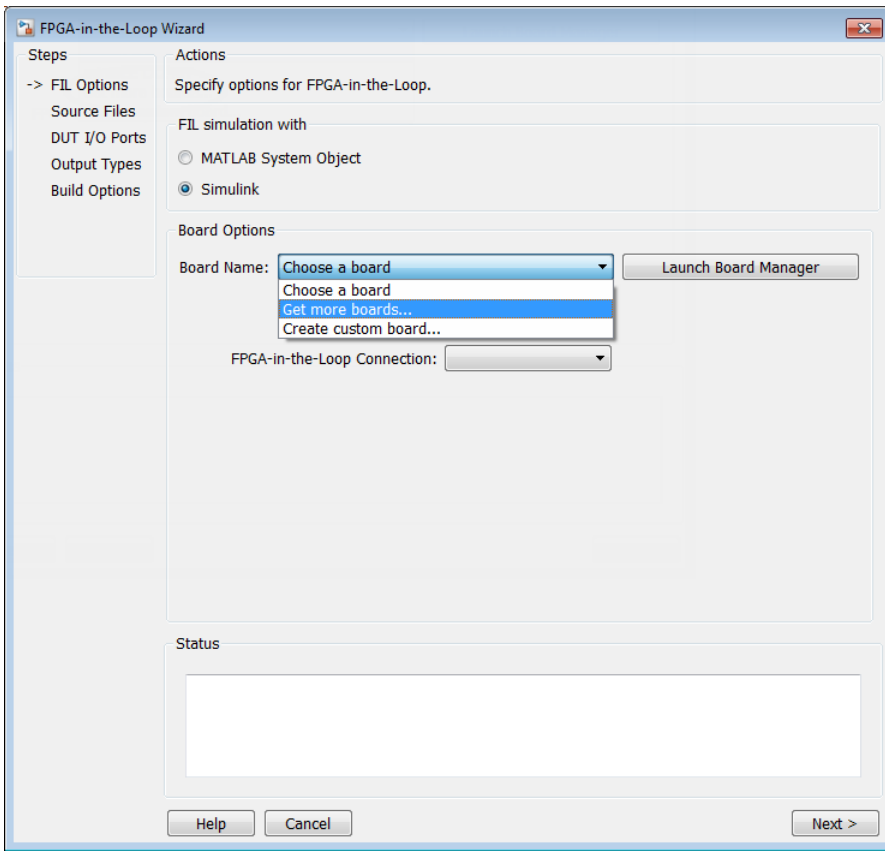 FPGA-in-the-Loop Wizard
Steps
-> FIL Options
Source Files
DUT I/O Ports
Output Types
Build Options
Actions
Specify options for FPGA-in-the-Loop.
FIL simulation with
MATLAB System Object
Simulink
Board Options
Board Name: Choose a board Launch Board Manager
Choose a board
Get more boards...
Create custom board...
FPGA-in-the-Loop Connection:
Status
Help Cancel Next >